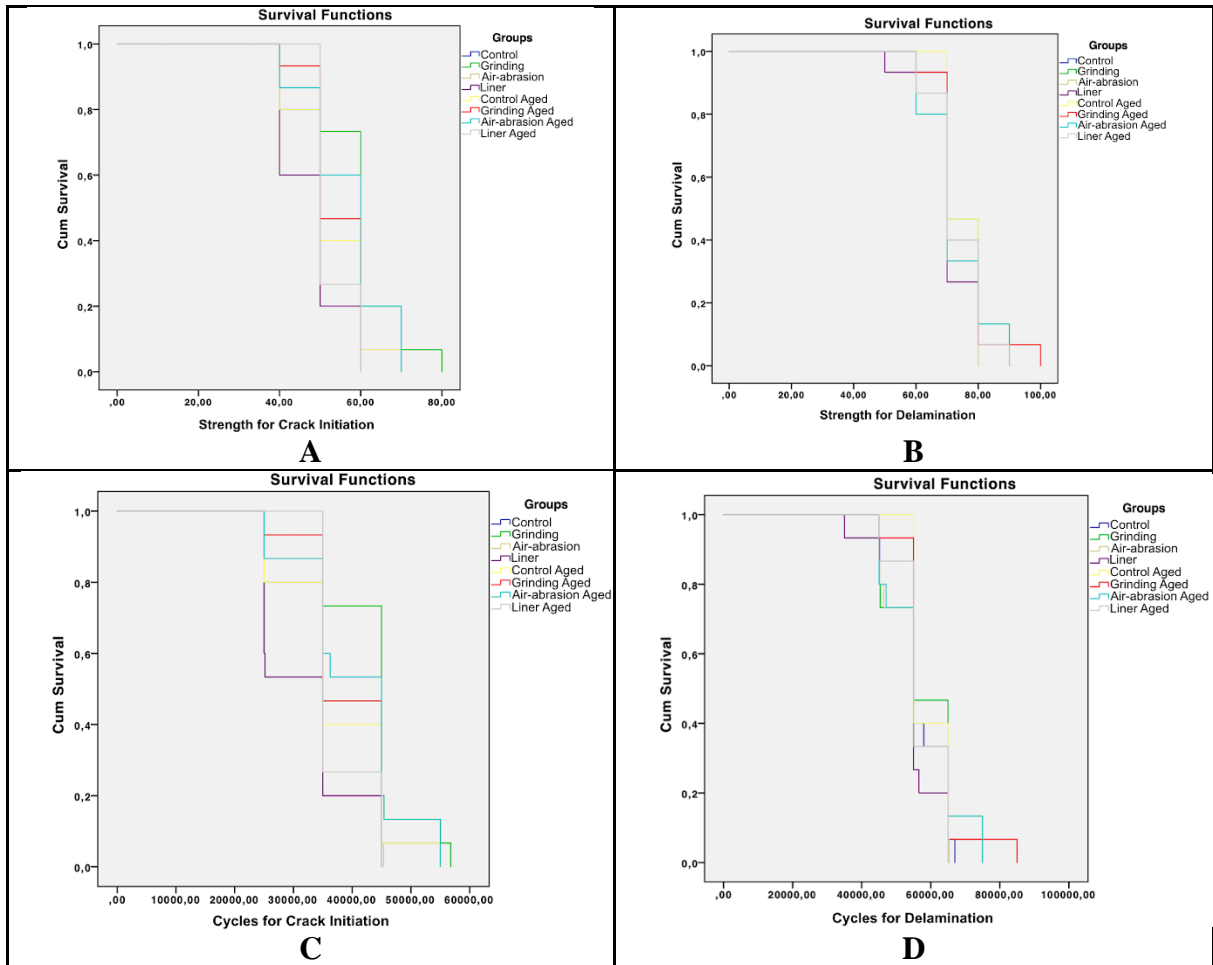 Survival Functions
Groups
Control
Grinding
Air-abrasion
Liner
Control Aged
Grinding Aged
Air-abrasion Aged
Liner Aged
Cum Survival
1,0
0,8
0,6
0,4
0,2
0,0
,00 20,00 40,00 60,00 80,00
Strength for Crack Initiation
A
Survival Functions
Groups
Control
Grinding
Air-abrasion
Liner
Control Aged
Grinding Aged
Air-abrasion Aged
Liner Aged
Cum Survival
1,0
0,8
0,6
0,4
0,2
0,0
,00 20,00 40,00 60,00 80,00 100,00
Strength for Delamination
B
Survival Functions
Groups
Control
Grinding
Air-abrasion
Liner
Control Aged
Grinding Aged
Air-abrasion Aged
Liner Aged
Cum Survival
1,0
0,8
0,6
0,4
0,2
0,0
,00 10000,00 20000,00 30000,00 40000,00 50000,00 60000,00
Cycles for Crack Initiation
C
Survival Functions
Groups
Control
Grinding
Air-abrasion
Liner
Control Aged
Grinding Aged
Air-abrasion Aged
Liner Aged
Cum Survival
1,0
0,8
0,6
0,4
0,2
0,0
,00 20000,00 40000,00 60000,00 80000,00 100000,00
Cycles for Delamination
D